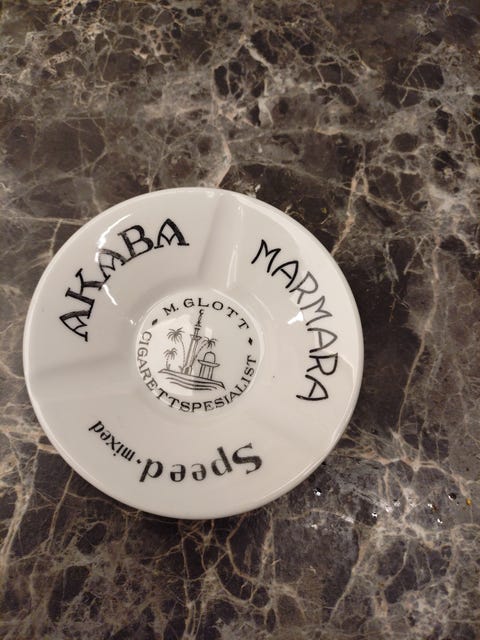 AKABA
MARMARA
Speed·mixed
M. GLOTT
CIGARETTSPESIALIST